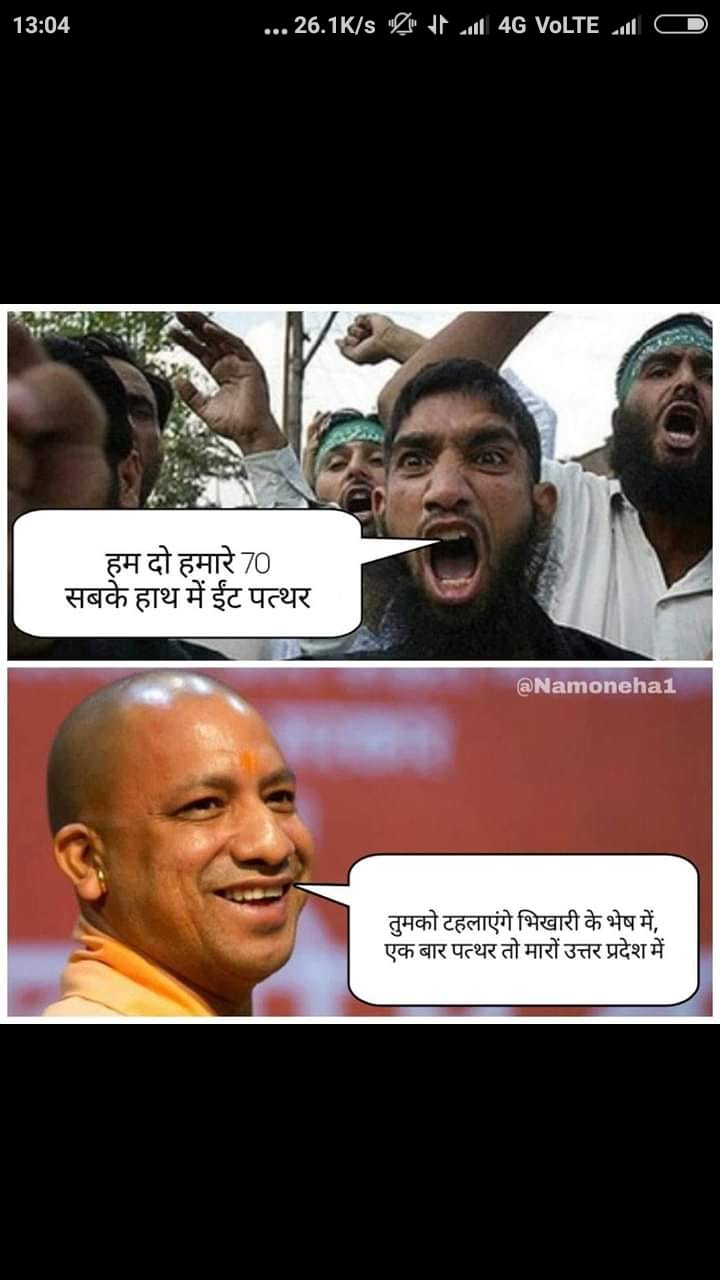 13:04 ... 26.1K/s 4G VoLTE
हम दो हमारे 70
सबके हाथ में ईंट पत्थर
@Namoneha1
तुमको टहलाएंगे भिखारी के भेष में,
एक बार पत्थर तो मारों उत्तर प्रदेश में